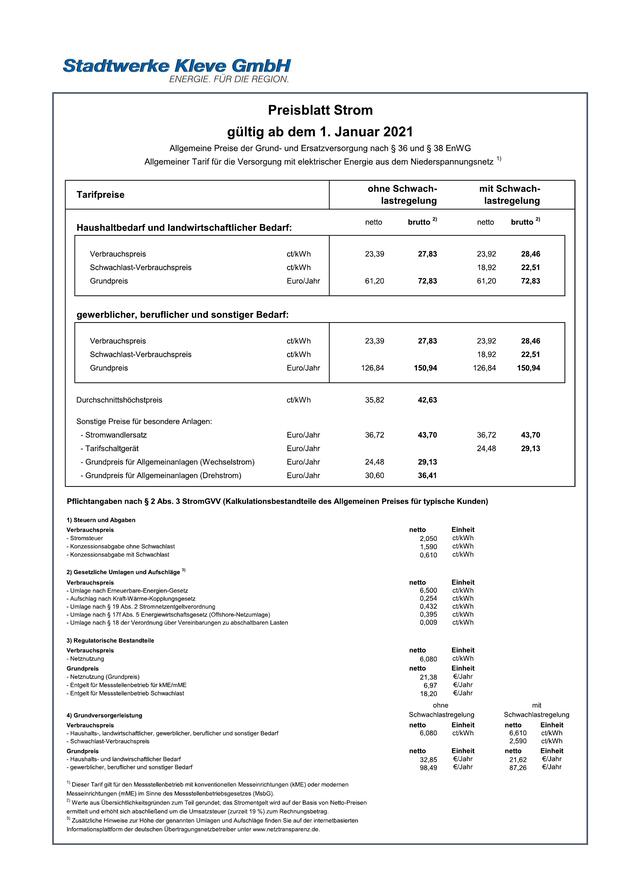 Stadtwerke Kleve GmbH
ENERGIE. FÜR DIE REGION.
Preisblatt Strom
gültig ab dem 1. Januar 2021
Allgemeine Preise der Grund- und Ersatzversorgung nach § 36 und § 38 EnWG
Allgemeiner Tarif für die Versorgung mit elektrischer Energie aus dem Niederspannungsnetz 1)
Tarifpreise ohne Schwach- mit Schwach-
lastregelung lastregelung
netto brutto 2) netto brutto 2)
Haushaltbedarf und landwirtschaftlicher Bedarf:
Verbrauchspreis ct/kWh 23,39 27,83 23,92 28,46
Schwachlast-Verbrauchspreis ct/kWh 18,92 22,51
Grundpreis Euro/Jahr 61,20 72,83 61,20 72,83
gewerblicher, beruflicher und sonstiger Bedarf:
Verbrauchspreis ct/kWh 23,39 27,83 23,92 28,46
Schwachlast-Verbrauchspreis ct/kWh 18,92 22,51
Grundpreis Euro/Jahr 126,84 150,94 126,84 150,94
Durchschnittshöchstpreis ct/kWh 35,82 42,63
Sonstige Preise für besondere Anlagen:
- Stromwandlersatz Euro/Jahr 36,72 43,70 36,72 43,70
- Tarifschaltgerät Euro/Jahr 24,48 29,13
- Grundpreis für Allgemeinanlagen (Wechselstrom) Euro/Jahr 24,48 29,13
- Grundpreis für Allgemeinanlagen (Drehstrom) Euro/Jahr 30,60 36,41
Pflichtangaben nach § 2 Abs. 3 StromGVV (Kalkulationsbestandteile des Allgemeinen Preises für typische Kunden)
1) Steuern und Abgaben
Verbrauchspreis netto Einheit
- Stromsteuer 2,050 ct/kWh
- Konzessionsabgabe ohne Schwachlast 1,590 ct/kWh
- Konzessionsabgabe mit Schwachlast 0,610 ct/kWh
2) Gesetzliche Umlagen und Aufschläge 3)
Verbrauchspreis netto Einheit
- Umlage nach Erneuerbare-Energien-Gesetz 6,500 ct/kWh
- Aufschlag nach Kraft-Wärme-Kopplungsgesetz 0,254 ct/kWh
- Umlage nach § 19 Abs. 2 Stromnetzentgeltverordnung 0,432 ct/kWh
- Umlage nach § 17f Abs. 5 Energiewirtschaftsgesetz (Offshore-Netzumlage) 0,395 ct/kWh
- Umlage nach § 18 der Verordnung über Vereinbarungen zu abschaltbaren Lasten 0,009 ct/kWh
3) Regulatorische Bestandteile
Verbrauchspreis netto Einheit
- Netznutzung 6,080 ct/kWh
Grundpreis netto Einheit
- Netznutzung (Grundpreis) 21,38 €/Jahr
- Entgelt für Messstellenbetrieb für kME/mME 6,97 €/Jahr
- Entgelt für Messstellenbetrieb Schwachlast 18,20 €/Jahr
ohne mit
4) Grundversorgerleistung Schwachlastregelung Schwachlastregelung
Verbrauchspreis netto Einheit netto Einheit
- Haushalts-, landwirtschaftlicher, gewerblicher, beruflicher und sonstiger Bedarf 6,080 ct/kWh 6,610 ct/kWh
- Schwachlast-Verbrauchspreis 2,590 ct/kWh
Grundpreis netto Einheit netto Einheit
- Haushalts- und landwirtschaftlicher Bedarf 32,85 €/Jahr 21,62 €/Jahr
- gewerblicher, beruflicher und sonstiger Bedarf 98,49 €/Jahr 87,26 €/Jahr
1) Dieser Tarif gilt für den Messstellenbetrieb mit konventionellen Messeinrichtungen (kME) oder modernen
Messeinrichtungen (mME) im Sinne des Messstellenbetriebsgesetzes (MsbG).
2) Werte aus Übersichtlichkeitsgründen zum Teil gerundet; das Stromentgelt wird auf der Basis von Netto-Preisen
ermittelt und erhöht sich abschließend um die Umsatzsteuer (zurzeit 19 %) zum Rechnungsbetrag.
3) Zusätzliche Hinweise zur Höhe der genannten Umlagen und Aufschläge finden Sie auf der internetbasierten
Informationsplattform der deutschen Übertragungsnetzbetreiber unter www.netztransparenz.de.